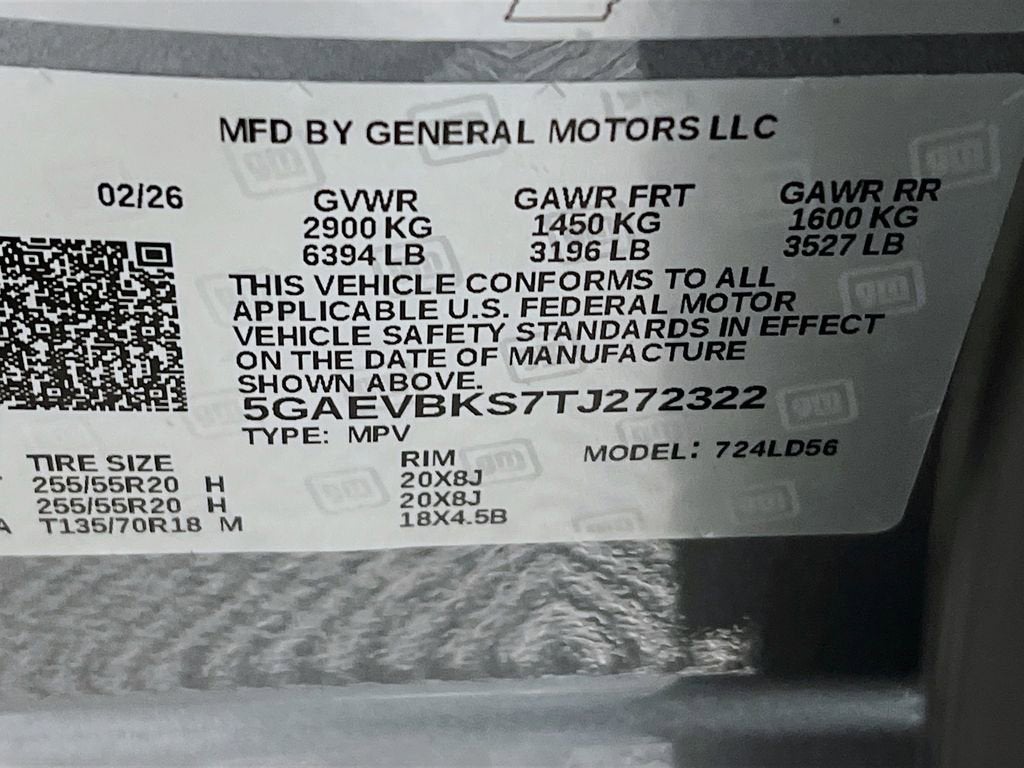 MFD BY GENERAL MOTORS LLC
02/26 GVWR GAWR FRT GAWR RR
2900 KG 1450 KG 1600 KG
6394 LB 3196 LB 3527 LB
THIS VEHICLE CONFORMS TO ALL
APPLICABLE U.S. FEDERAL MOTOR
VEHICLE SAFETY STANDARDS IN EFFECT
ON THE DATE OF MANUFACTURE
SHOWN ABOVE.
5GAEVBKS7TJ272322
TYPE: MPV MODEL: 724LD56
TIRE SIZE RIM
255/55R20 H 20X8J
255/55R20 H 20X8J
T135/70R18 M 18X4.5B